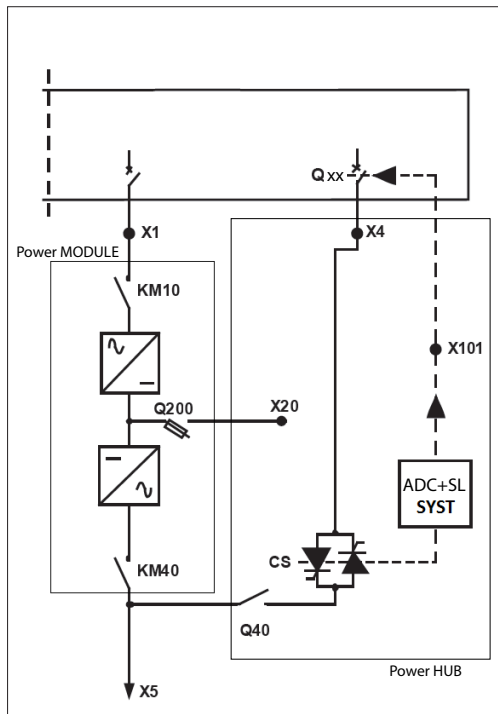 Q xx
X1
X4
Power MODULE
KM10
X101
Q200
X20
ADC+SL
SYST
CS
KM40
Q40
Power HUB
X5